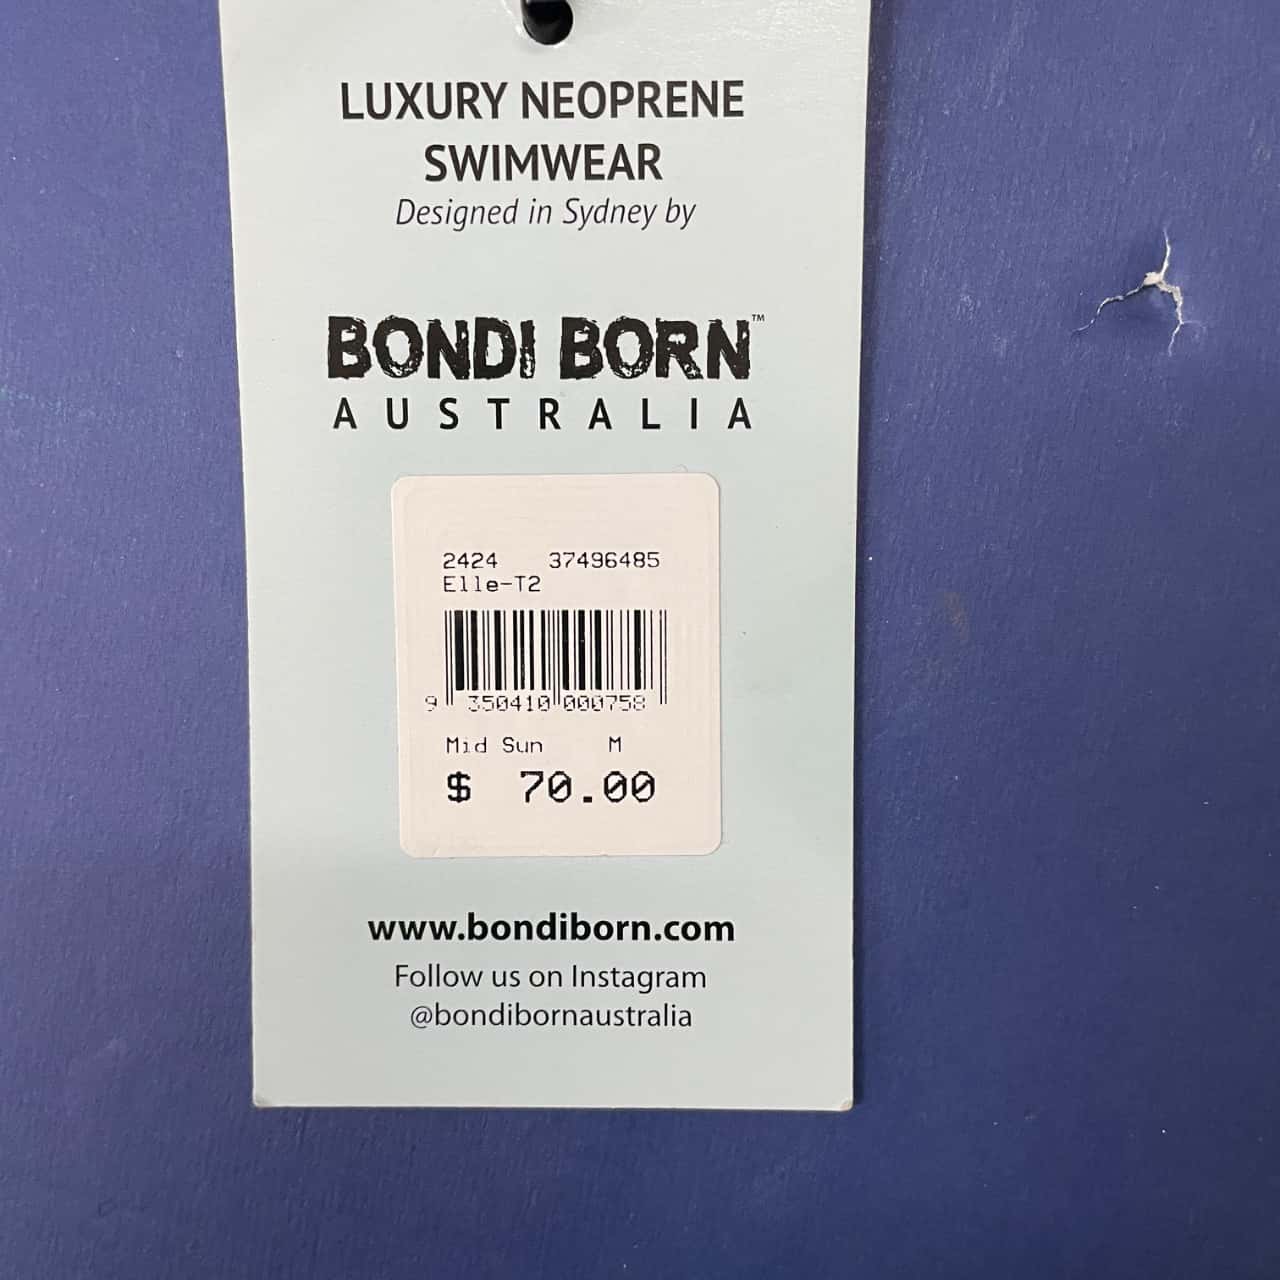 LUXURY NEOPRENE
SWIMWEAR
Designed in Sydney by
BONDI BORN™
AUSTRALIA
2424 37496485
Elle-T2
9 350410 000758
Mid Sun M
$ 70.00
www.bondiborn.com
Follow us on Instagram
@bondibornaustralia